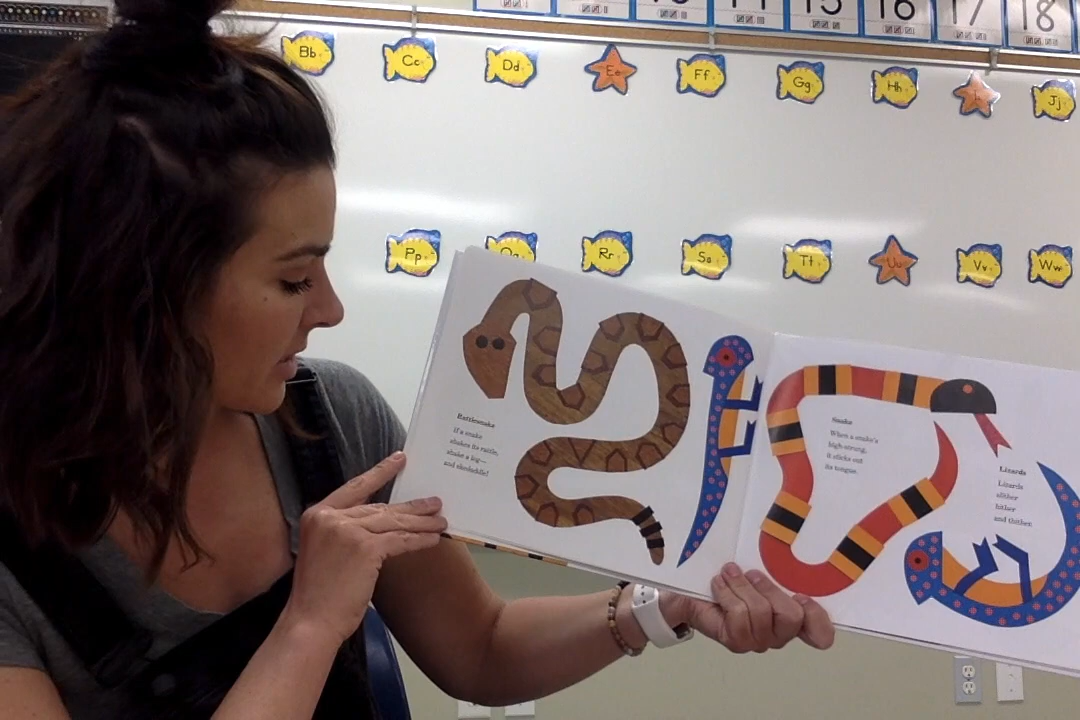 15 16 17 18
Bb Cc Dd Ee Ff Gg Hh Jj
Pp Qq Rr Ss Tt Uu Vv Ww
Rattlesnake
If a snake
shakes its rattle,
shake a leg—
and skedaddle!
Snake
When a snake's
high-strung,
it sticks out
its tongue.
Lizards
Lizards
slither
hither
and thither.